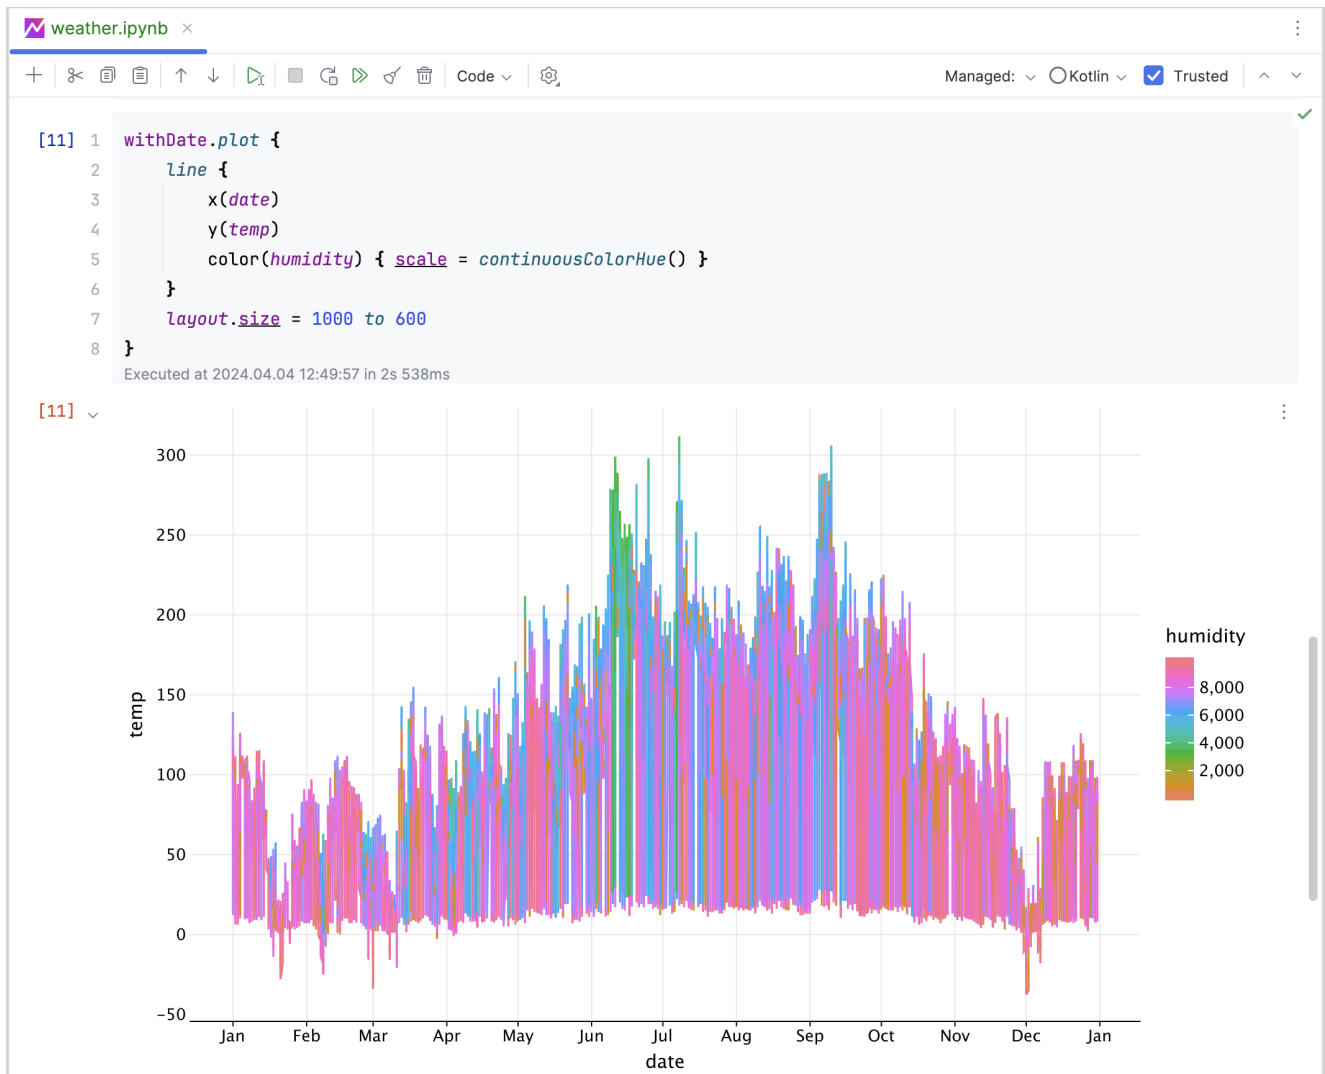 weather.ipynb
Code
Managed: Kotlin Trusted
[11] 1 withDate.plot {
2 line {
3 x(date)
4 y(temp)
5 color(humidity) { scale = continuousColorHue() }
6 }
7 layout.size = 1000 to 600
8 }
Executed at 2024.04.04 12:49:57 in 2s 538ms
[11]
300
250
200
150
100
50
0
−50
temp
Jan Feb Mar Apr May Jun Jul Aug Sep Oct Nov Dec Jan
date
humidity
8,000
6,000
4,000
2,000